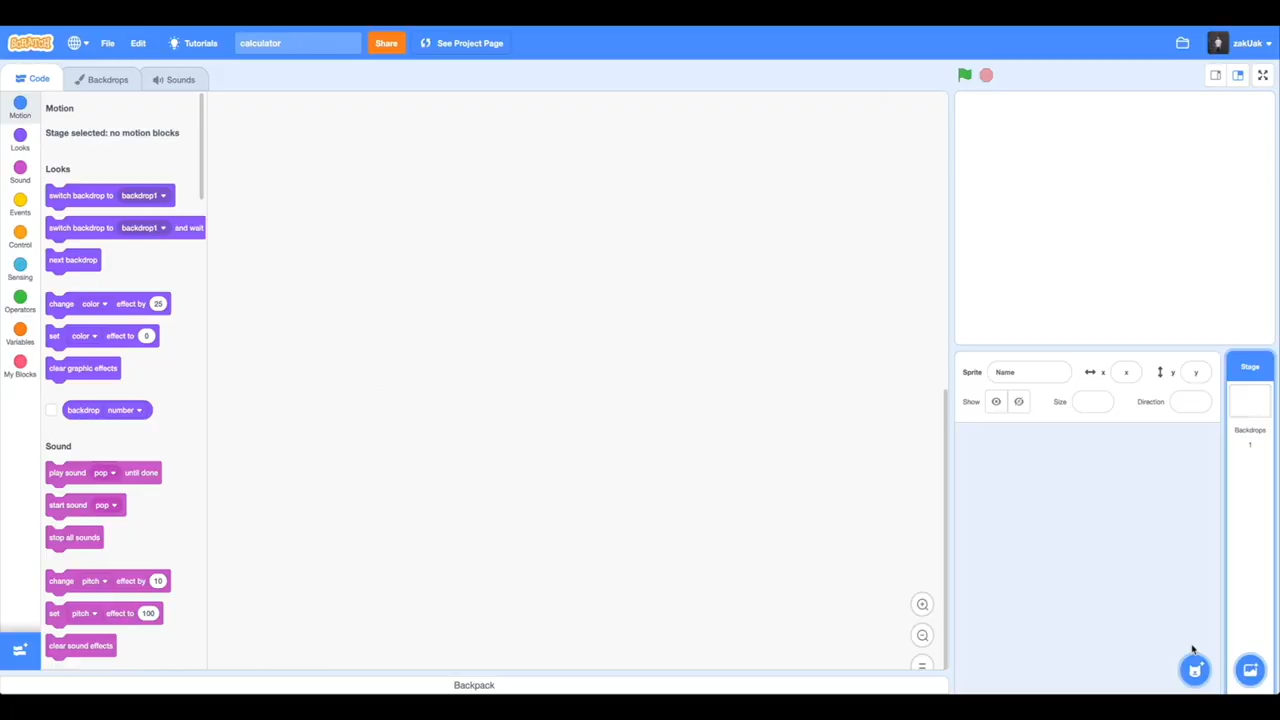 SCRATCH File Edit Tutorials calculator Share See Project Page zakUak
Code Backdrops Sounds
Motion
Looks
Sound
Events
Control
Sensing
Operators
Variables
My Blocks
Motion
Stage selected: no motion blocks
Looks
switch backdrop to backdrop1
switch backdrop to backdrop1 and wait
next backdrop
change color effect by 25
set color effect to 0
clear graphic effects
backdrop number
Sound
play sound pop until done
start sound pop
stop all sounds
change pitch effect by 10
set pitch effect to 100
clear sound effects
Backpack
Sprite Name x x y y
Show Size Direction
Stage
Backdrops
1